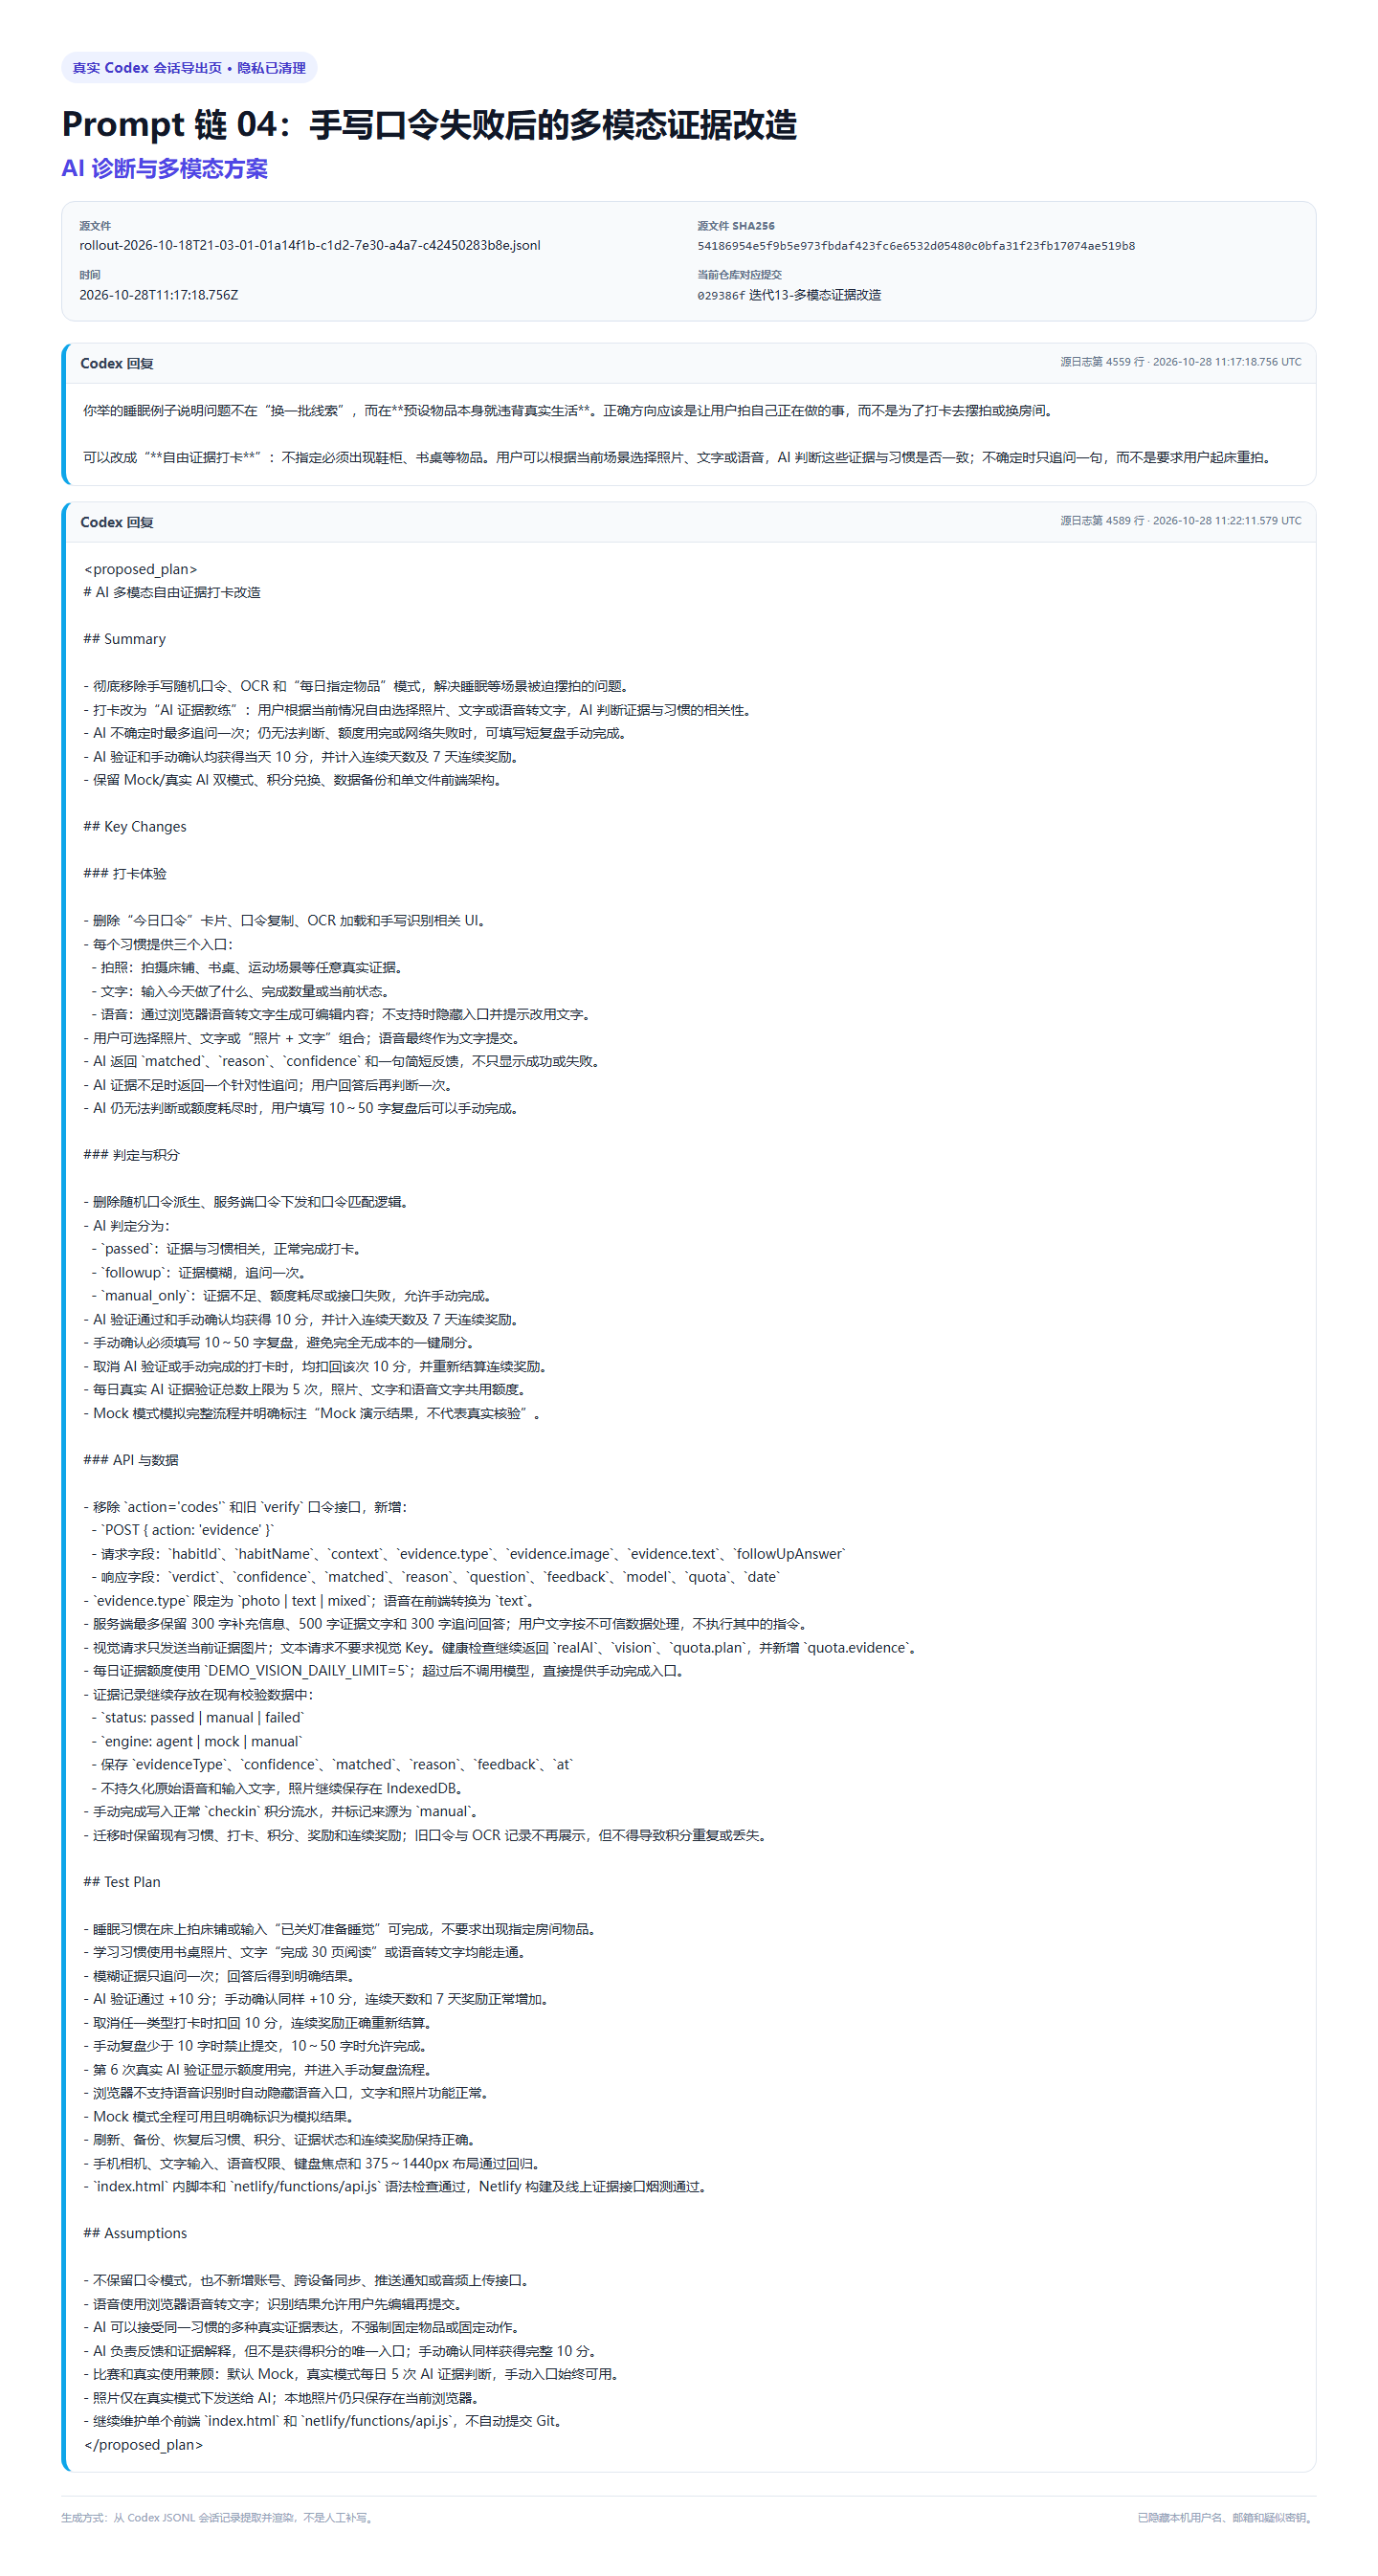 真实 Codex 会话导出页 • 隐私已清理
Prompt 链 04：手写口令失败后的多模态证据改造
AI 诊断与多模态方案
源文件
rollout-2026-10-18T21-03-01-01a14f1b-c1d2-7e30-a4a7-c42450283b8e.jsonl
源文件 SHA256
54186954e5f9b5e973fbdaf423fc6e6532d05480c0bfa31f23fb17074ae519b8
时间
2026-10-28T11:17:18.756Z
当前仓库对应提交
029386f 迭代13-多模态证据改造
Codex 回复
源日志第 4559 行 · 2026-10-28 11:17:18.756 UTC
你举的睡眠例子说明问题不在“换一批线索”，而在**预设物品本身就违背真实生活**。正确方向应该是让用户拍自己正在做的事，而不是为了打卡去摆拍或换房间。
可以改成“**自由证据打卡**”：不指定必须出现鞋柜、书桌等物品。用户可以根据当前场景选择照片、文字或语音，AI 判断这些证据与习惯是否一致；不确定时只追问一句，而不是要求用户起床重拍。
Codex 回复
源日志第 4589 行 · 2026-10-28 11:22:11.579 UTC
<proposed_plan>
# AI 多模态自由证据打卡改造
## Summary
- 彻底移除手写随机口令、OCR 和“每日指定物品”模式，解决睡眠等场景被迫摆拍的问题。
- 打卡改为“AI 证据教练”：用户根据当前情况自由选择照片、文字或语音转文字，AI 判断证据与习惯的相关性。
- AI 不确定时最多追问一次；仍无法判断、额度用完或网络失败时，可填写短复盘手动完成。
- AI 验证和手动确认均获得当天 10 分，并计入连续天数及 7 天连续奖励。
- 保留 Mock/真实 AI 双模式、积分兑换、数据备份和单文件前端架构。
## Key Changes
### 打卡体验
- 删除“今日口令”卡片、口令复制、OCR 加载和手写识别相关 UI。
- 每个习惯提供三个入口：
- 拍照：拍摄床铺、书桌、运动场景等任意真实证据。
- 文字：输入今天做了什么、完成数量或当前状态。
- 语音：通过浏览器语音转文字生成可编辑内容；不支持时隐藏入口并提示改用文字。
- 用户可选择照片、文字或“照片 + 文字”组合；语音最终作为文字提交。
- AI 返回 `matched`、`reason`、`confidence` 和一句简短反馈，不只显示成功或失败。
- AI 证据不足时返回一个针对性追问；用户回答后再判断一次。
- AI 仍无法判断或额度耗尽时，用户填写 10～50 字复盘后可以手动完成。
### 判定与积分
- 删除随机口令派生、服务端口令下发和口令匹配逻辑。
- AI 判定分为：
- `passed`：证据与习惯相关，正常完成打卡。
- `followup`：证据模糊，追问一次。
- `manual_only`：证据不足、额度耗尽或接口失败，允许手动完成。
- AI 验证通过和手动确认均获得 10 分，并计入连续天数及 7 天连续奖励。
- 手动确认必须填写 10～50 字复盘，避免完全无成本的一键刷分。
- 取消 AI 验证或手动完成的打卡时，均扣回该次 10 分，并重新结算连续奖励。
- 每日真实 AI 证据验证总数上限为 5 次，照片、文字和语音文字共用额度。
- Mock 模式模拟完整流程并明确标注“Mock 演示结果，不代表真实核验”。
### API 与数据
- 移除 `action='codes'` 和旧 `verify` 口令接口，新增：
- `POST { action: 'evidence' }`
- 请求字段：`habitId`、`habitName`、`context`、`evidence.type`、`evidence.image`、`evidence.text`、`followUpAnswer`
- 响应字段：`verdict`、`confidence`、`matched`、`reason`、`question`、`feedback`、`model`、`quota`、`date`
- `evidence.type` 限定为 `photo | text | mixed`；语音在前端转换为 `text`。
- 服务端最多保留 300 字补充信息、500 字证据文字和 300 字追问回答；用户文字按不可信数据处理，不执行其中的指令。
- 视觉请求只发送当前证据图片；文本请求不要求视觉 Key。健康检查继续返回 `realAI`、`vision`、`quota.plan`，并新增 `quota.evidence`。
- 每日证据额度使用 `DEMO_VISION_DAILY_LIMIT=5`；超过后不调用模型，直接提供手动完成入口。
- 证据记录继续存放在现有校验数据中：
- `status: passed | manual | failed`
- `engine: agent | mock | manual`
- 保存 `evidenceType`、`confidence`、`matched`、`reason`、`feedback`、`at`
- 不持久化原始语音和输入文字，照片继续保存在 IndexedDB。
- 手动完成写入正常 `checkin` 积分流水，并标记来源为 `manual`。
- 迁移时保留现有习惯、打卡、积分、奖励和连续奖励；旧口令与 OCR 记录不再展示，但不得导致积分重复或丢失。
## Test Plan
- 睡眠习惯在床上拍床铺或输入“已关灯准备睡觉”可完成，不要求出现指定房间物品。
- 学习习惯使用书桌照片、文字“完成 30 页阅读”或语音转文字均能走通。
- 模糊证据只追问一次；回答后得到明确结果。
- AI 验证通过 +10 分；手动确认同样 +10 分，连续天数和 7 天奖励正常增加。
- 取消任一类型打卡时扣回 10 分，连续奖励正确重新结算。
- 手动复盘少于 10 字时禁止提交，10～50 字时允许完成。
- 第 6 次真实 AI 验证显示额度用完，并进入手动复盘流程。
- 浏览器不支持语音识别时自动隐藏语音入口，文字和照片功能正常。
- Mock 模式全程可用且明确标识为模拟结果。
- 刷新、备份、恢复后习惯、积分、证据状态和连续奖励保持正确。
- 手机相机、文字输入、语音权限、键盘焦点和 375～1440px 布局通过回归。
- `index.html` 内脚本和 `netlify/functions/api.js` 语法检查通过，Netlify 构建及线上证据接口烟测通过。
## Assumptions
- 不保留口令模式，也不新增账号、跨设备同步、推送通知或音频上传接口。
- 语音使用浏览器语音转文字；识别结果允许用户先编辑再提交。
- AI 可以接受同一习惯的多种真实证据表达，不强制固定物品或固定动作。
- AI 负责反馈和证据解释，但不是获得积分的唯一入口；手动确认同样获得完整 10 分。
- 比赛和真实使用兼顾：默认 Mock，真实模式每日 5 次 AI 证据判断，手动入口始终可用。
- 照片仅在真实模式下发送给 AI；本地照片仍只保存在当前浏览器。
- 继续维护单个前端 `index.html` 和 `netlify/functions/api.js`，不自动提交 Git。
</proposed_plan>
生成方式：从 Codex JSONL 会话记录提取并渲染，不是人工补写。
已隐藏本机用户名、邮箱和疑似密钥。